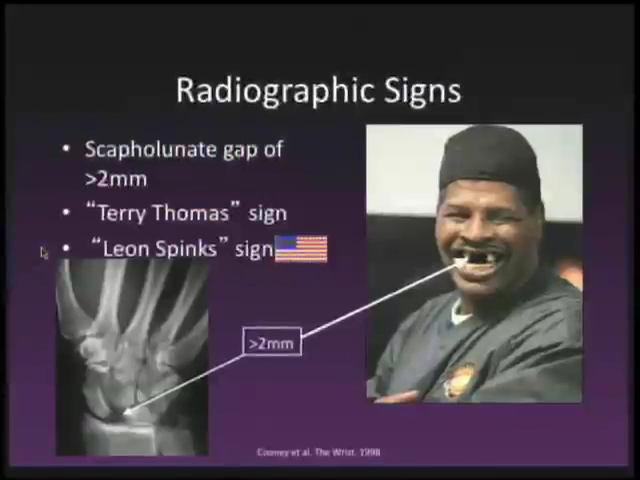 Radiographic Signs
• Scapholunate gap of
>2mm
• “Terry Thomas” sign
• “Leon Spinks” sign
>2mm
Cooney et al. The Wrist. 1998